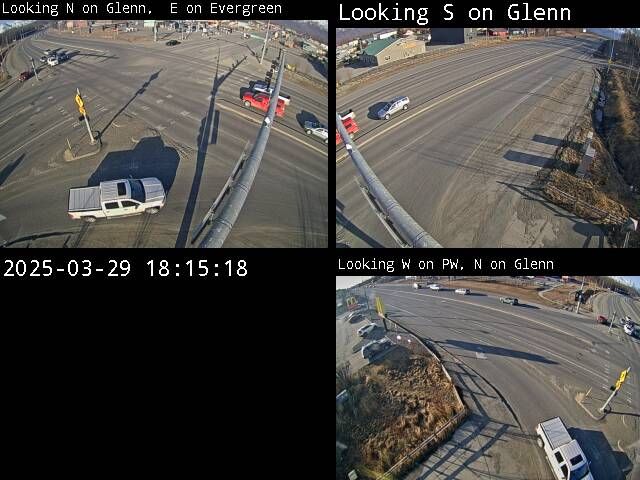 Looking N on Glenn,  E on Evergreen
Looking S on Glenn
2025-03-29 18:15:18
Looking W on PW, N on Glenn